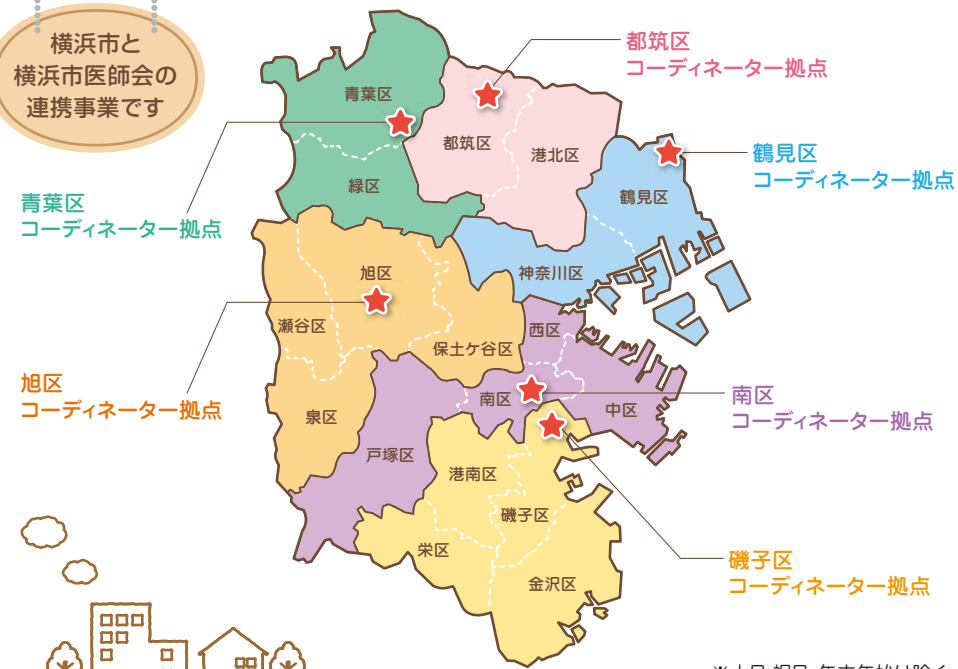 横浜市と
横浜市医師会の
連携事業です
都筑区
コーディネーター拠点
青葉区
都筑区
港北区
鶴見区
コーディネーター拠点
緑区
鶴見区
青葉区
コーディネーター拠点
神奈川区
旭区
瀬谷区
西区
保土ケ谷区
旭区
コーディネーター拠点
南区
中区
南区
コーディネーター拠点
泉区
戸塚区
港南区
磯子区
栄区
金沢区
磯子区
コーディネーター拠点